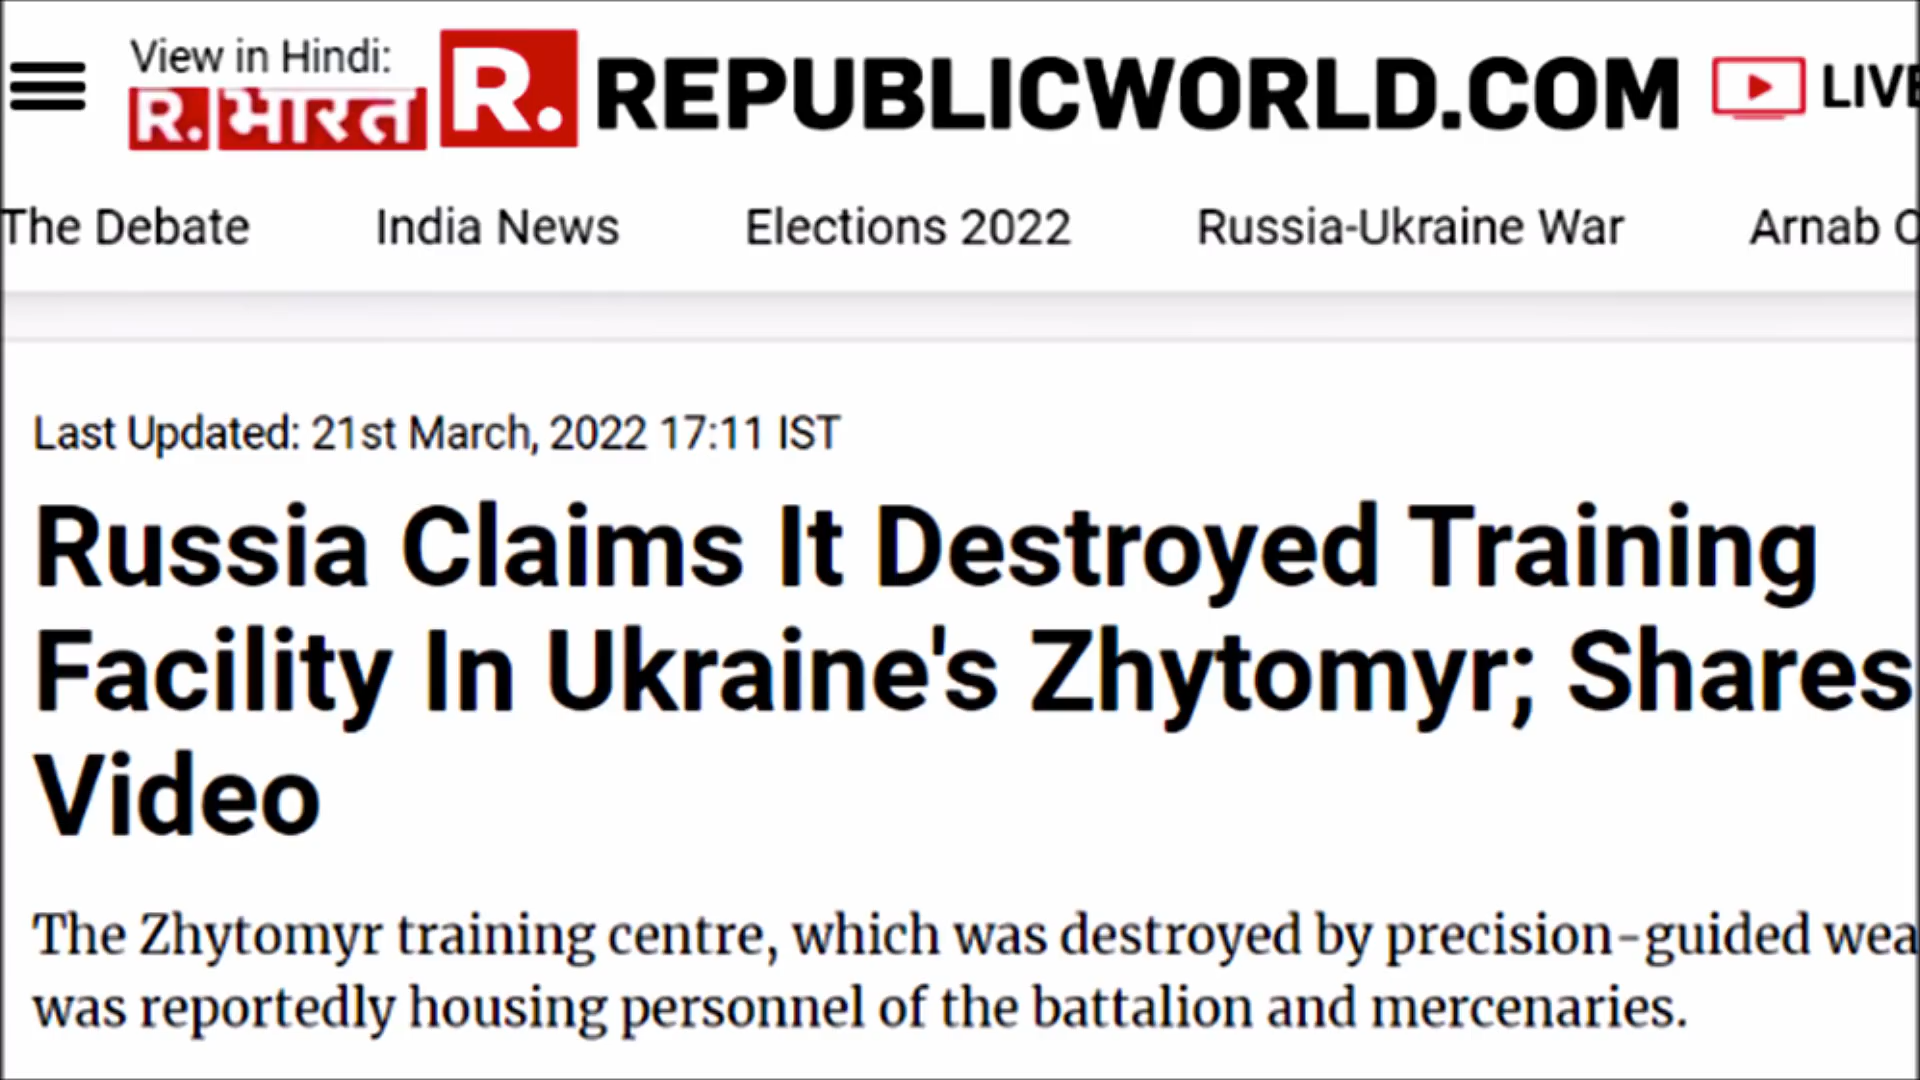 View in Hindi:
R. भारत
R. REPUBLICWORLD.COM
LIVE
The Debate India News Elections 2022 Russia-Ukraine War Arnab
Last Updated: 21st March, 2022 17:11 IST
Russia Claims It Destroyed Training
Facility In Ukraine's Zhytomyr; Shares
Video
The Zhytomyr training centre, which was destroyed by precision-guided
was reportedly housing personnel of the battalion and mercenaries.